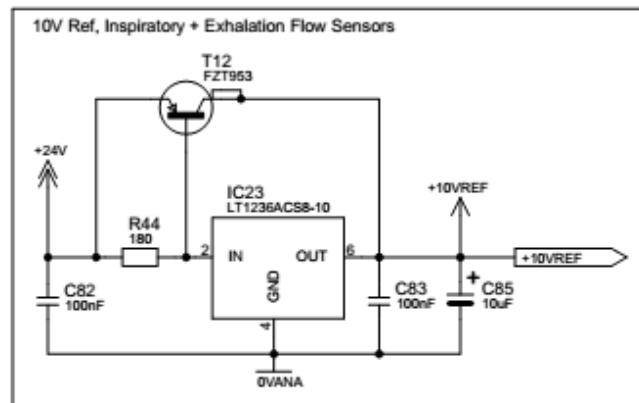 10V Ref, Inspiratory + Exhalation Flow Sensors
T12
FZT953
+24V
IC23
LT1236ACS8-10
+10VREF
R44
180
2
IN
OUT
6
+10VREF
GND
C82
100nF
C83
100nF
+
C85
10uF
4
0VANA